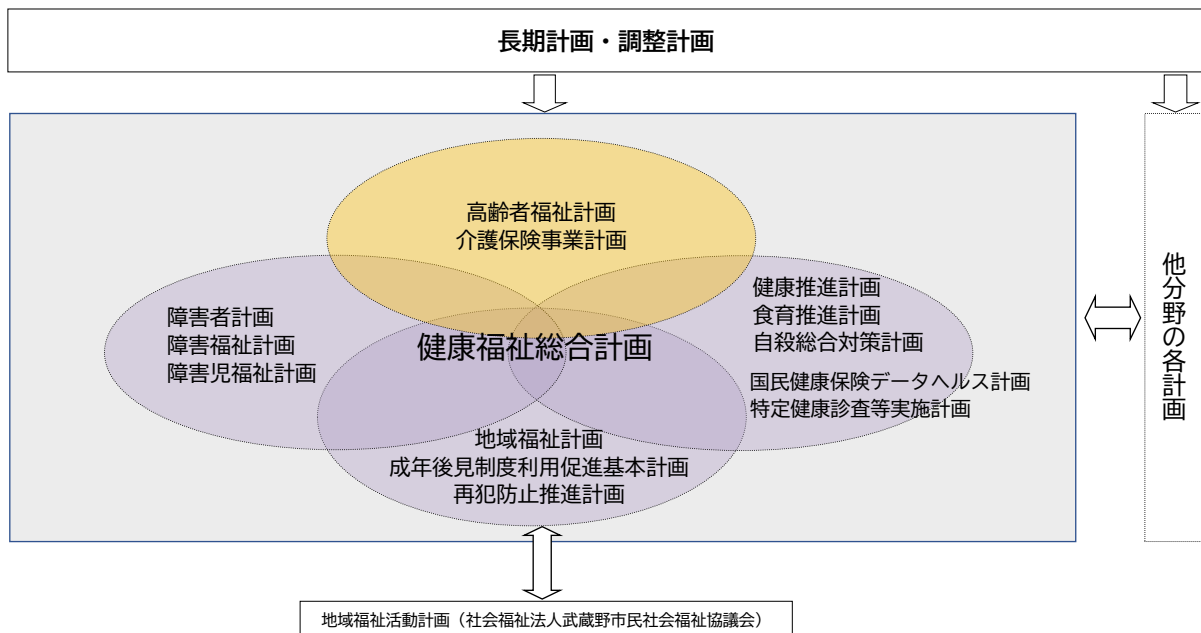 長期計画・調整計画
高齢者福祉計画
介護保険事業計画
障害者計画
障害福祉計画
障害児福祉計画
健康福祉総合計画
健康推進計画
食育推進計画
自殺総合対策計画
国民健康保険データヘルス計画
特定健康診査等実施計画
地域福祉計画
成年後見制度利用促進基本計画
再犯防止推進計画
他分野の各計画
地域福祉活動計画（社会福祉法人武蔵野市民社会福祉協議会）